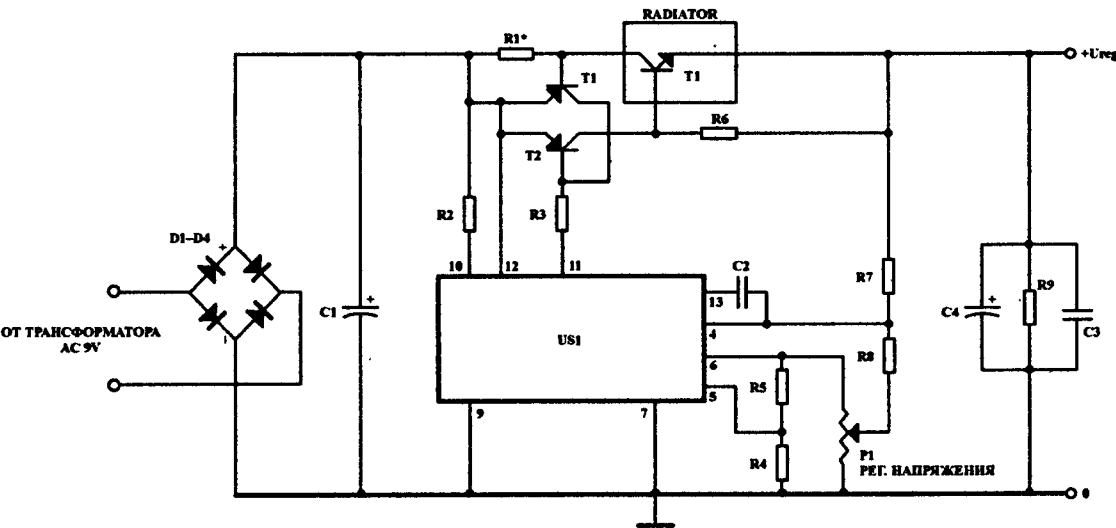 RADIATOR
R1*
+Ureg
T1
T1
R6
T2
R2
R3
D1–D4
+
10
12
11
C2
R7
13
R9
C1
+
C4
+
C3
ОТ ТРАНСФОРМАТОРА
AC 9V
US1
4
R8
-
6
R5
5
9
7
R4
P1
РЕГ. НАПРЯЖЕНИЯ
0